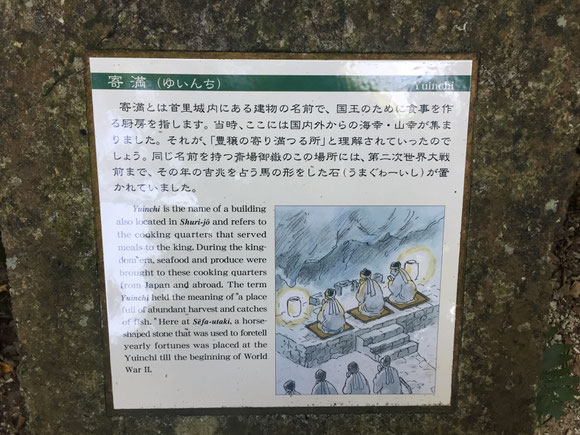 寄満（ゆいんち） Yuinchi
寄満とは首里城内にある建物の名前で、国王のために食事を作
る厨房を指します。当時、ここには国内外からの海幸・山幸が集ま
りました。それが、「豊穣の寄り満つる所」と理解されていったので
しょう。同じ名前を持つ斎場御嶽のこの場所には、第二次世界大戦
前まで、その年の吉兆を占う馬の形をした石（うまぐゎーいし）が置
かれていました。
Yuinchi is the name of a building
also located in Shuri-jō and refers to
the cooking quarters that served
meals to the king. During the king-
dom era, seafood and produce were
brought to these cooking quarters
from Japan and abroad. The term
Yuinchi held the meaning of "a place
full of abundant harvest and catches
of fish." Here at Sēfa-utaki, a horse-
shaped stone that was used to foretell
yearly fortunes was placed at the
Yuinchi till the beginning of World
War II.